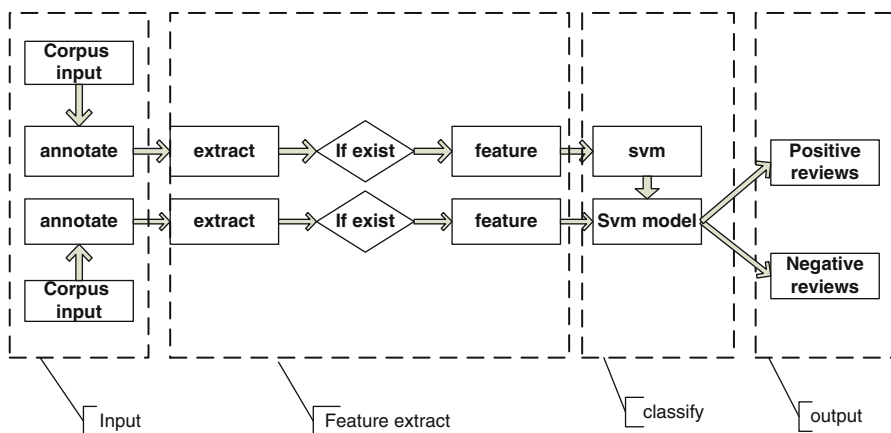 Corpus
input
annotate
extract
If exist
feature
svm
Positive
reviews
annotate
extract
If exist
feature
Svm model
Corpus
input
Negative
reviews
Input
Feature extract
classify
output